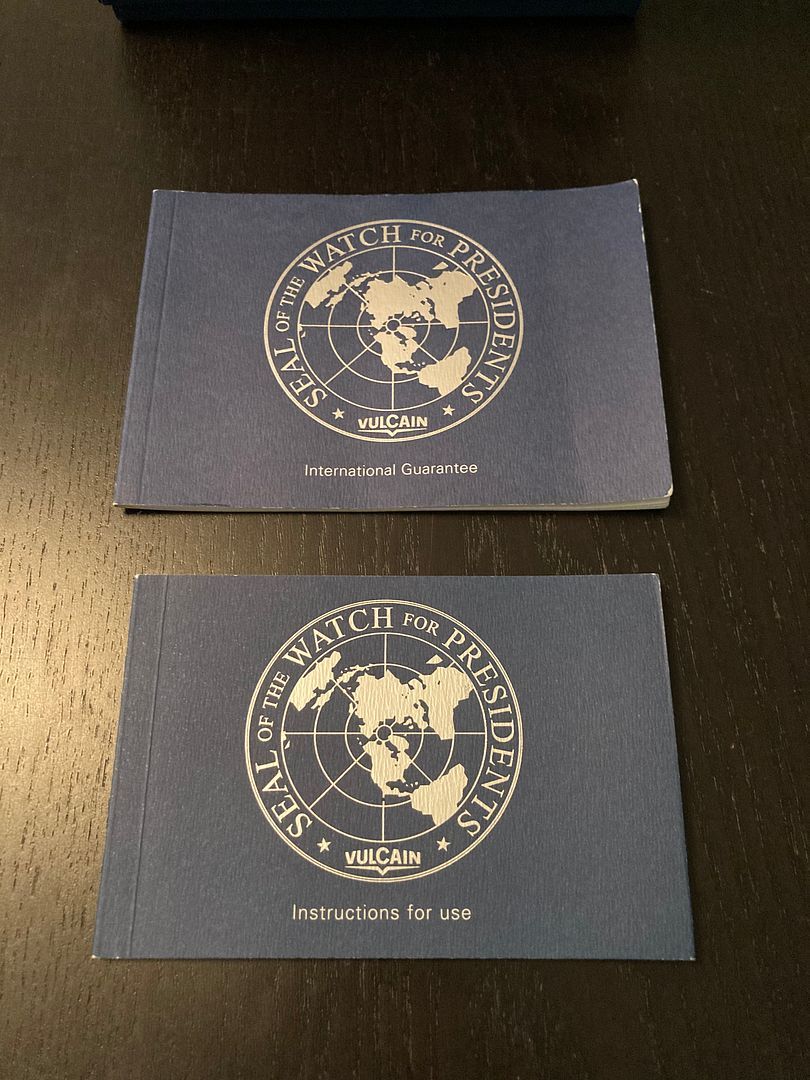 SEAL OF THE WATCH FOR PRESIDENTS
VULCAIN
International Guarantee
SEAL OF THE WATCH FOR PRESIDENTS
VULCAIN
Instructions for use